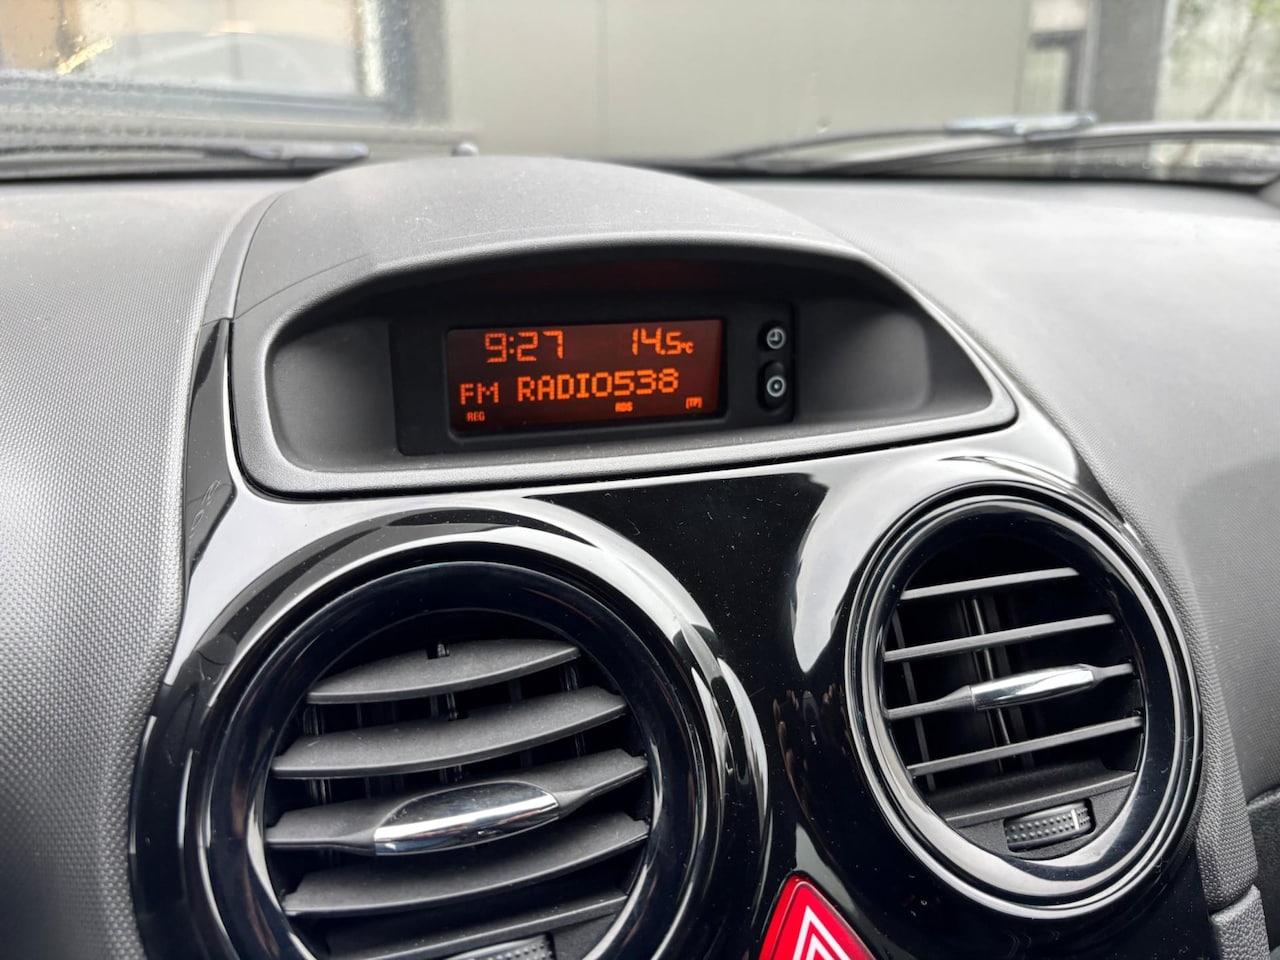 9:27 14.5°C
FM RADIO538
REG RDS [TP]